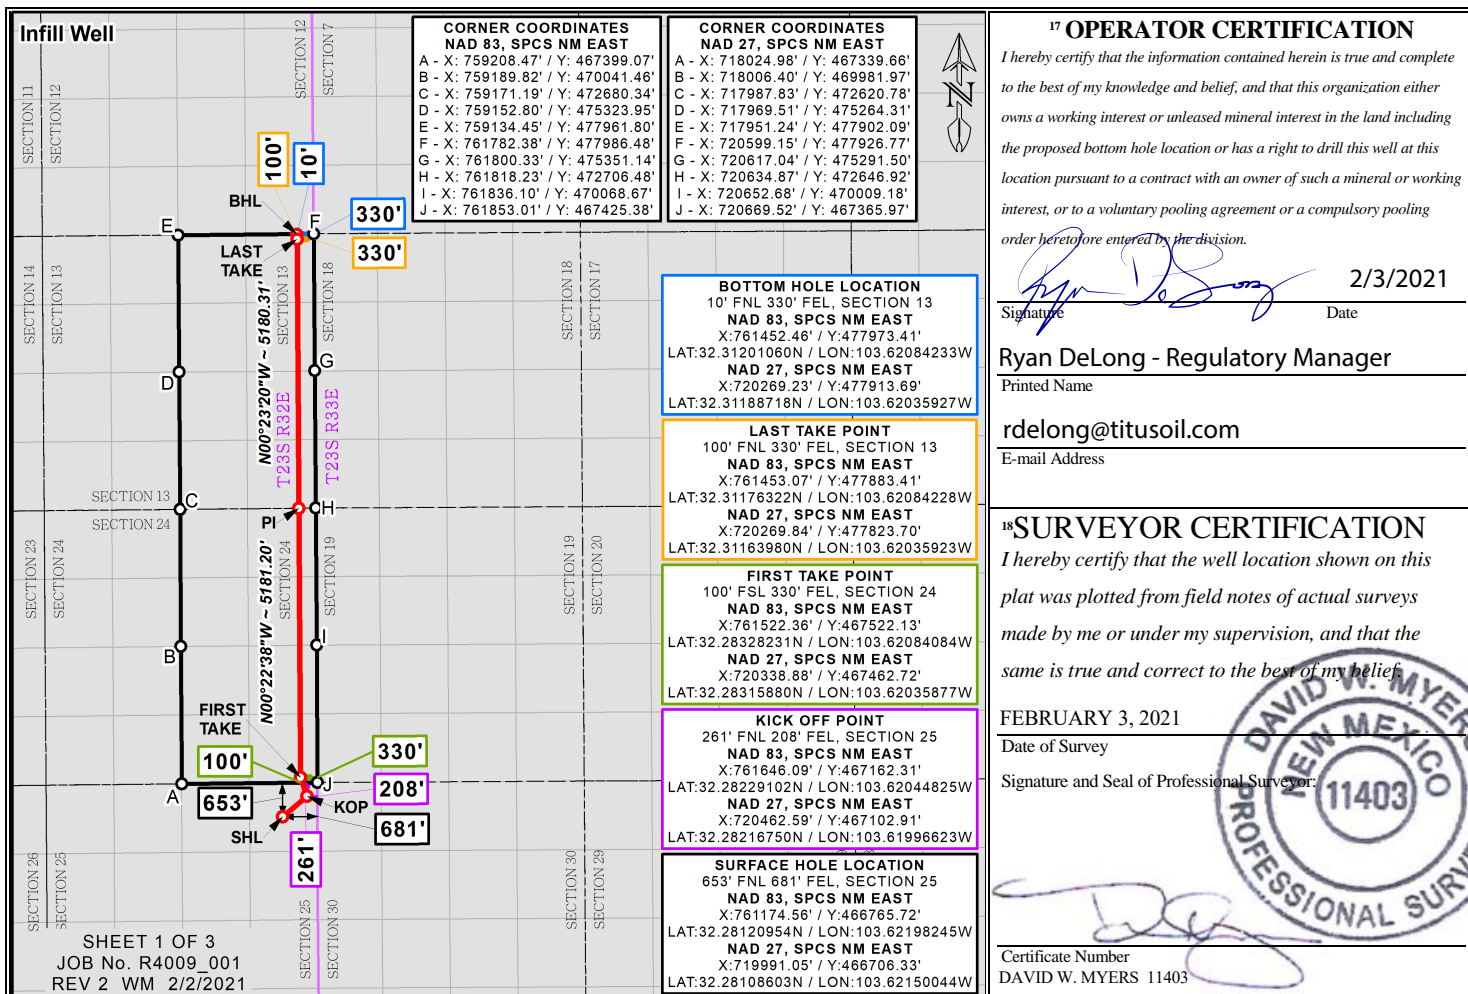 Infill Well
SECTION 12
SECTION 7
SECTION 11
SECTION 12
CORNER COORDINATES
NAD 83, SPCS NM EAST
A - X: 759208.47' / Y: 467399.07'
B - X: 759189.82' / Y: 470041.46'
C - X: 759171.19' / Y: 472680.34'
D - X: 759152.80' / Y: 475323.95'
E - X: 759134.45' / Y: 477961.80'
F - X: 761782.38' / Y: 477986.48'
G - X: 761800.33' / Y: 475351.14'
H - X: 761818.23' / Y: 472706.48'
I - X: 761836.10' / Y: 470068.67'
J - X: 761853.01' / Y: 467425.38'
CORNER COORDINATES
NAD 27, SPCS NM EAST
A - X: 718024.98' / Y: 467339.66'
B - X: 718006.40' / Y: 469981.97'
C - X: 717987.83' / Y: 472620.78'
D - X: 717969.51' / Y: 475264.31'
E - X: 717951.24' / Y: 477902.09'
F - X: 720599.15' / Y: 477926.77'
G - X: 720617.04' / Y: 475291.50'
H - X: 720634.87' / Y: 472646.92'
I - X: 720652.68' / Y: 470009.18'
J - X: 720669.52' / Y: 467365.97'
N
100'
10'
BHL
330'
330'
E
F
LAST
TAKE
SECTION 14
SECTION 13
SECTION 13
SECTION 18
SECTION 18
SECTION 17
N00°23'20"W ~ 5180.31'
T23S R32E
T23S R33E
D
G
SECTION 13
C
SECTION 24
PI
H
SECTION 23
SECTION 24
SECTION 24
SECTION 19
SECTION 19
SECTION 20
N00°22'38"W ~ 5181.20'
B
I
FIRST
TAKE
100'
330'
A
J
653'
208'
KOP
SHL
681'
261'
SECTION 26
SECTION 25
SECTION 25
SECTION 30
SECTION 30
SECTION 29
SHEET 1 OF 3
JOB No. R4009_001
REV 2 WM 2/2/2021
BOTTOM HOLE LOCATION
10' FNL 330' FEL, SECTION 13
NAD 83, SPCS NM EAST
X:761452.46' / Y:477973.41'
LAT:32.31201060N / LON:103.62084233W
NAD 27, SPCS NM EAST
X:720269.23' / Y:477913.69'
LAT:32.31188718N / LON:103.62035927W
LAST TAKE POINT
100' FNL 330' FEL, SECTION 13
NAD 83, SPCS NM EAST
X:761453.07' / Y:477883.41'
LAT:32.31176322N / LON:103.62084228W
NAD 27, SPCS NM EAST
X:720269.84' / Y:477823.70'
LAT:32.31163980N / LON:103.62035923W
FIRST TAKE POINT
100' FSL 330' FEL, SECTION 24
NAD 83, SPCS NM EAST
X:761522.36' / Y:467522.13'
LAT:32.28328231N / LON:103.62084084W
NAD 27, SPCS NM EAST
X:720338.88' / Y:467462.72'
LAT:32.28315880N / LON:103.62035877W
KICK OFF POINT
261' FNL 208' FEL, SECTION 25
NAD 83, SPCS NM EAST
X:761646.09' / Y:467162.31'
LAT:32.28229102N / LON:103.62044825W
NAD 27, SPCS NM EAST
X:720462.59' / Y:467102.91'
LAT:32.28216750N / LON:103.61996623W
SURFACE HOLE LOCATION
653' FNL 681' FEL, SECTION 25
NAD 83, SPCS NM EAST
X:761174.56' / Y:466765.72'
LAT:32.28120954N / LON:103.62198245W
NAD 27, SPCS NM EAST
X:719991.05' / Y:466706.33'
LAT:32.28108603N / LON:103.62150044W
17 OPERATOR CERTIFICATION
I hereby certify that the information contained herein is true and complete
to the best of my knowledge and belief, and that this organization either
owns a working interest or unleased mineral interest in the land including
the proposed bottom hole location or has a right to drill this well at this
location pursuant to a contract with an owner of such a mineral or working
interest, or to a voluntary pooling agreement or a compulsory pooling
order heretofore entered by the division.
2/3/2021
Signature Date
Ryan DeLong - Regulatory Manager
Printed Name
rdelong@titusoil.com
E-mail Address
18 SURVEYOR CERTIFICATION
I hereby certify that the well location shown on this
plat was plotted from field notes of actual surveys
made by me or under my supervision, and that the
same is true and correct to the best of my belief.
FEBRUARY 3, 2021
Date of Survey
Signature and Seal of Professional Surveyor:
DAVID W. MYERS
NEW MEXICO
11403
PROFESSIONAL
Certificate Number
DAVID W. MYERS 11403